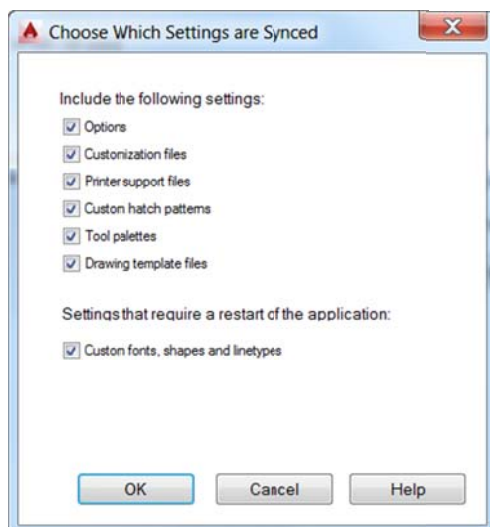 Choose Which Settings are Synced
Include the following settings:
Options
Customization files
Printer support files
Custom hatch patterns
Tool palettes
Drawing template files
Settings that require a restart of the application:
Custom fonts, shapes and linetypes
OK
Cancel
Help